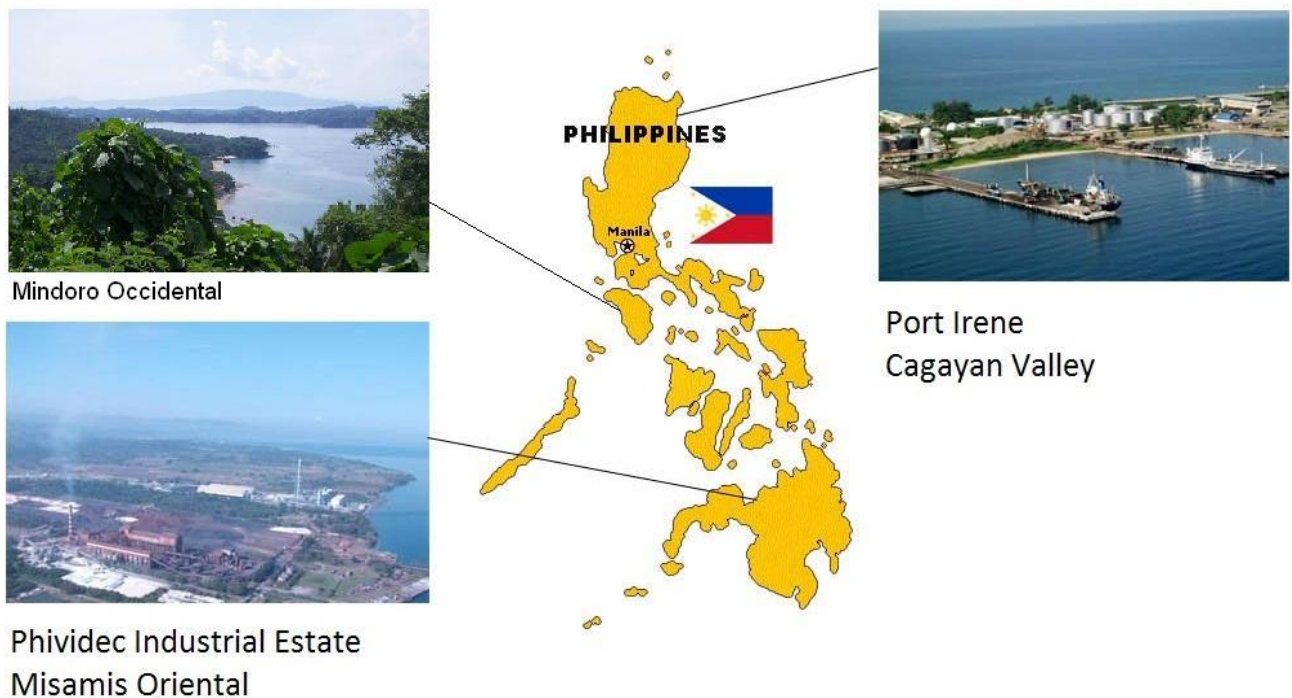 PHILIPPINES
Manila
Mindoro Occidental
Port Irene
Cagayan Valley
Phividec Industrial Estate
Misamis Oriental